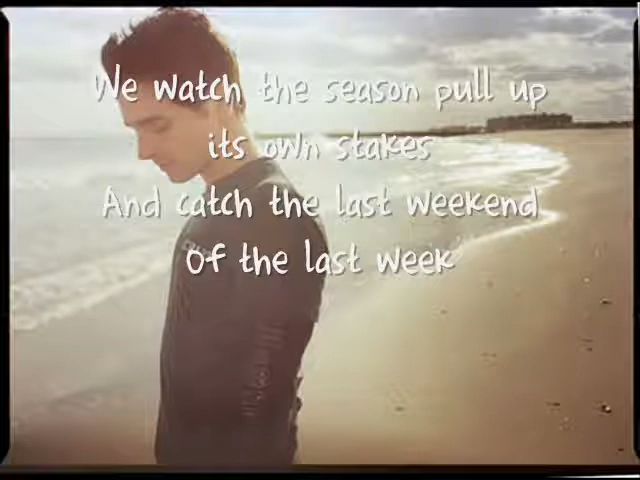 We watch the season pull up
its own stakes
And catch the last weekend
Of the last week